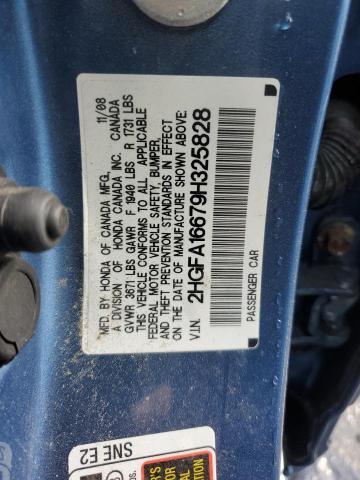 MFD. BY HONDA OF CANADA MFG. 11/08
A DIVISION OF HONDA CANADA INC. CANADA
GVWR 3671 LBS GAWR F 1940 LBS R 1731 LBS
THIS VEHICLE CONFORMS TO ALL APPLICABLE
FEDERAL MOTOR VEHICLE SAFETY, BUMPER,
AND THEFT PREVENTION STANDARDS IN EFFECT
ON THE DATE OF MANUFACTURE SHOWN ABOVE.
V.I.N. 2HGFA16679H325828
PASSENGER CAR
SNE E2